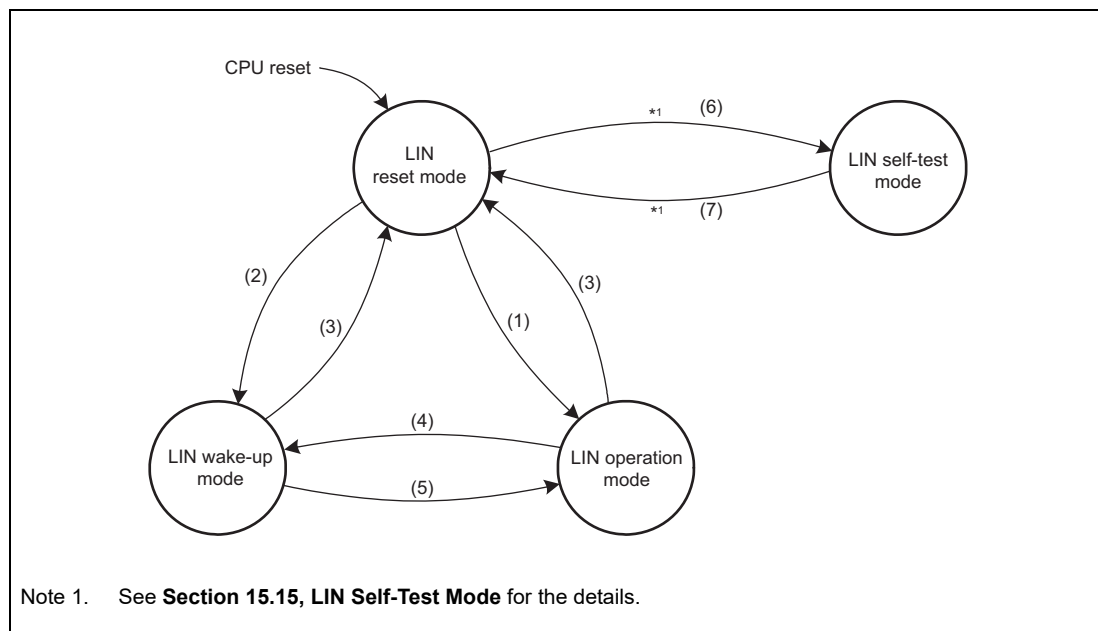 CPU reset
LIN
reset mode
*1 (6)
LIN self-test
mode
*1 (7)
(2)
(3)
(1)
(3)
LIN wake-up
mode
(4)
(5)
LIN operation
mode
Note 1. See Section 15.15, LIN Self-Test Mode for the details.